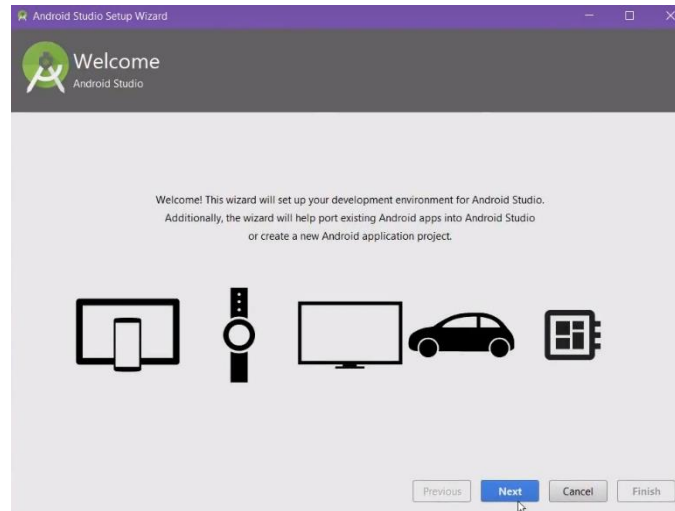 Android Studio Setup Wizard
Welcome
Android Studio
Welcome! This wizard will set up your development environment for Android Studio.
Additionally, the wizard will help port existing Android apps into Android Studio
or create a new Android application project.
Previous Next Cancel Finish